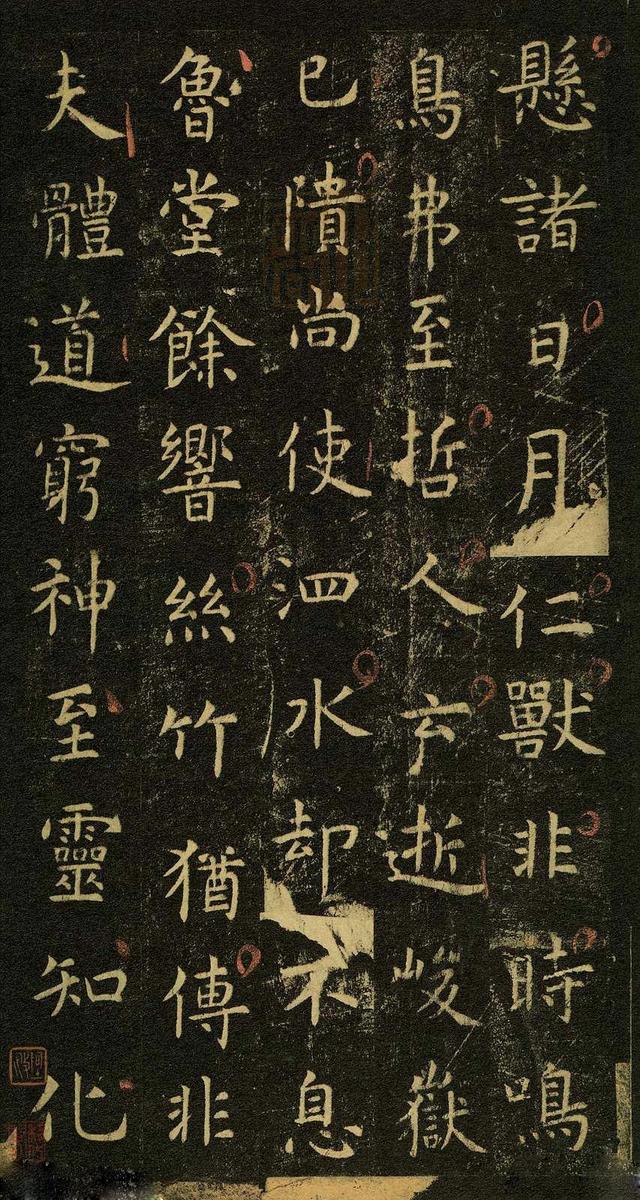 懸諸日月仁獸非時鳴
鳥弗至哲人云逝峻嶽
已隤尚使泗水却不息
魯堂餘響絲竹猶傳非
夫體道窮神至靈知化